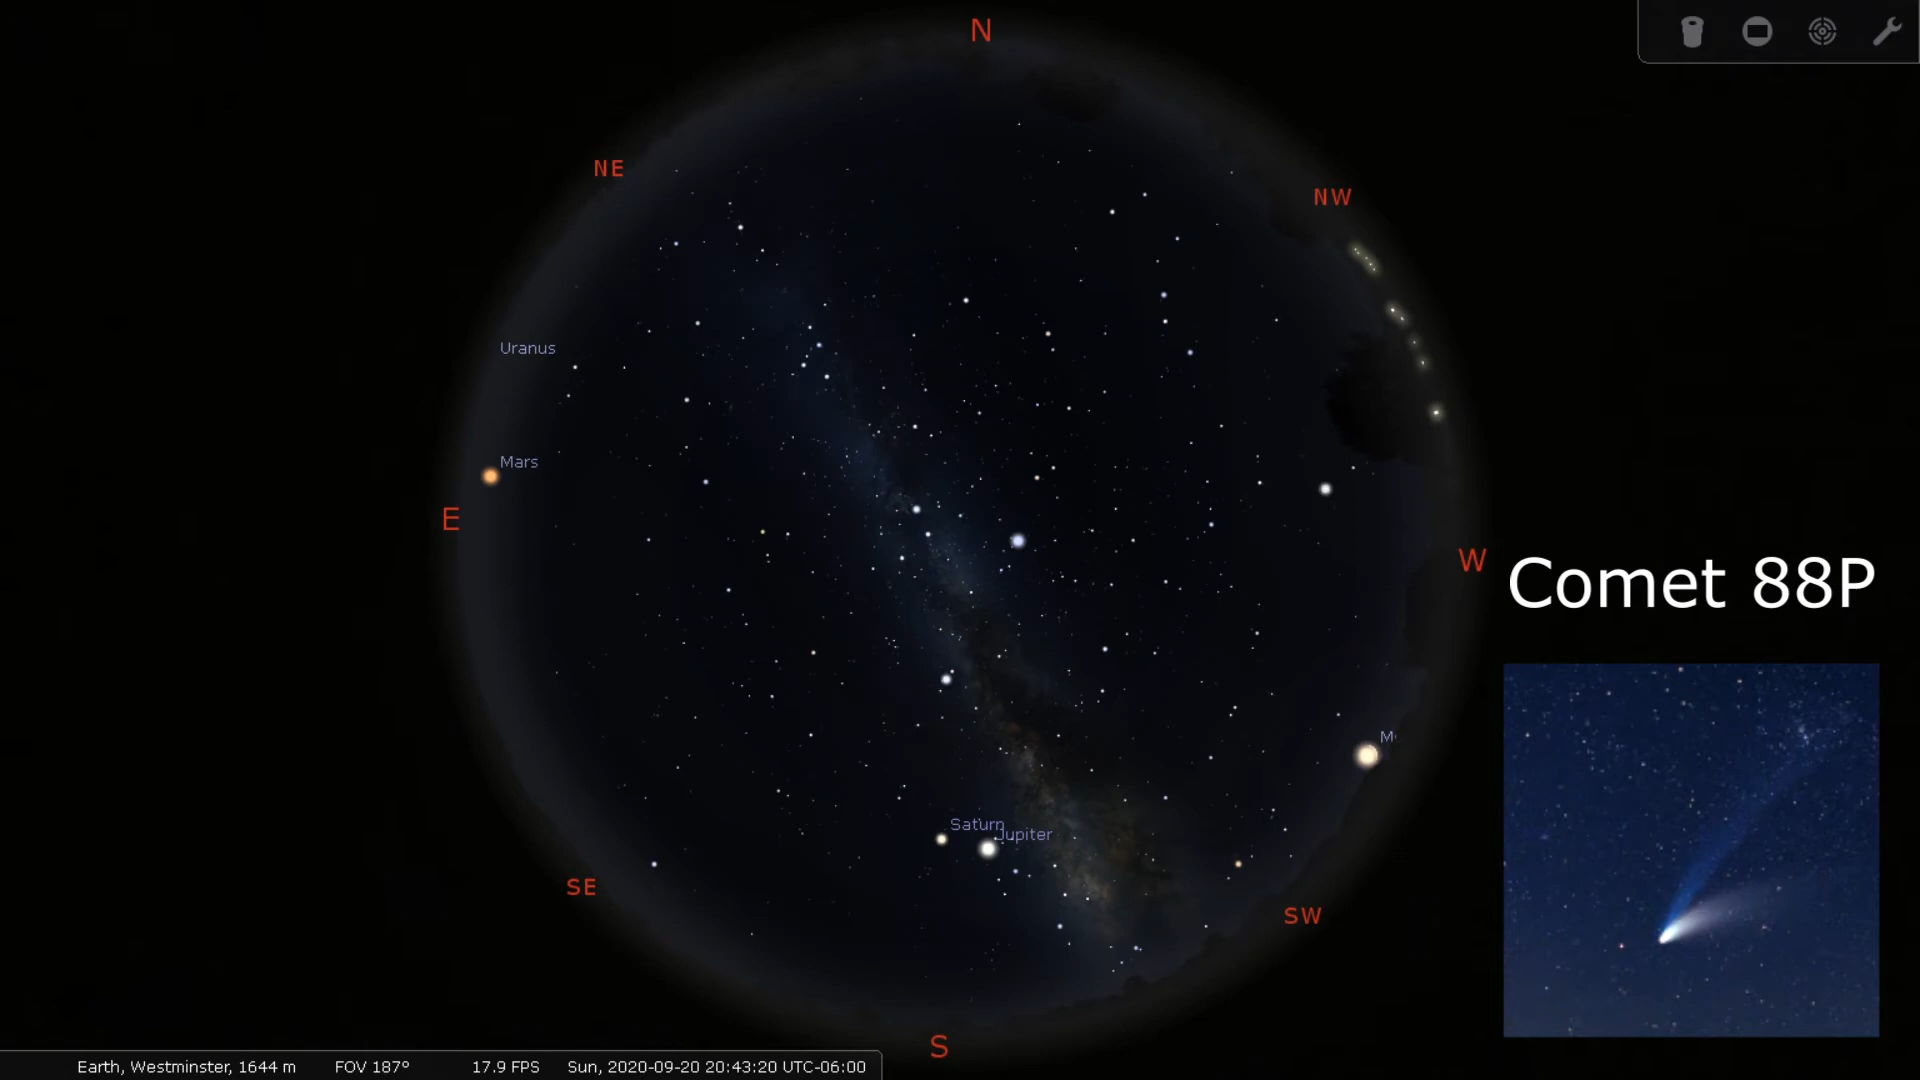 N
NE
NW
Uranus
Mars
E
W
Comet 88P
Saturn
Jupiter
SE
SW
S
Earth, Westminster, 1644 m FOV 187° 17.9 FPS Sun, 2020-09-20 20:43:20 UTC-06:00